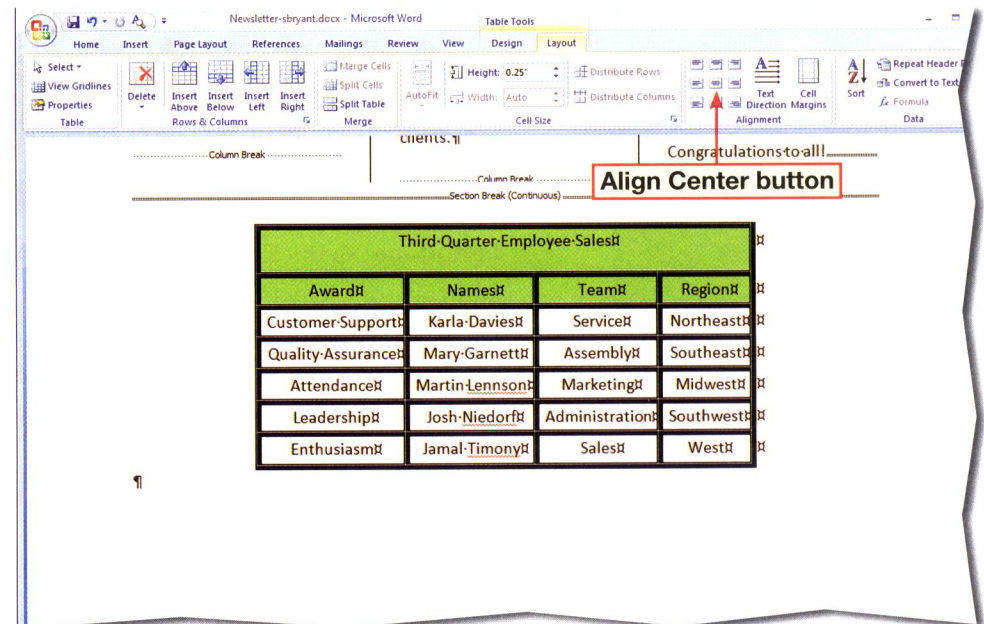 Newsletter-sbryant.docx - Microsoft Word Table Tools
Home Insert Page Layout References Mailings Review View Design Layout
Select
View Gridlines
Properties
Table
Delete
Insert Above
Insert Below
Insert Left
Insert Right
Rows & Columns
Merge Cells
Split Cells
Split Table
Merge
AutoFit
Height: 0.25"
Width: Auto
Distribute Rows
Distribute Columns
Cell Size
Text Direction
Cell Margins
Alignment
Sort
Repeat Header R
Convert to Text
Formula
Data
clients.¶
Column Break
Congratulations·to·all!
Column Break
Section Break (Continuous)
Align Center button
Third·Quarter·Employee·Sales¤ ¤
Award¤ Names¤ Team¤ Region¤ ¤
Customer·Support¤ Karla·Davies¤ Service¤ Northeast¤ ¤
Quality·Assurance¤ Mary·Garnett¤ Assembly¤ Southeast¤ ¤
Attendance¤ Martin·Lennson¤ Marketing¤ Midwest¤ ¤
Leadership¤ Josh·Niedorf¤ Administration¤ Southwest¤ ¤
Enthusiasm¤ Jamal·Timony¤ Sales¤ West¤ ¤
¶